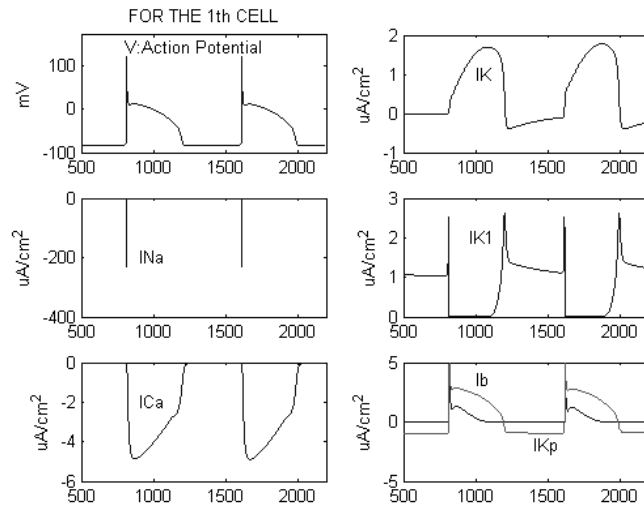 FOR THE 1th CELL
V:Action Potential
mV
100
0
-100
500 1000 1500 2000
IK
uA/cm²
2
1
0
-1
500 1000 1500 2000
INa
uA/cm²
0
-200
-400
500 1000 1500 2000
IK1
uA/cm²
3
2
1
0
500 1000 1500 2000
ICa
uA/cm²
0
-2
-4
-6
500 1000 1500 2000
Ib
IKp
uA/cm²
5
0
-5
500 1000 1500 2000